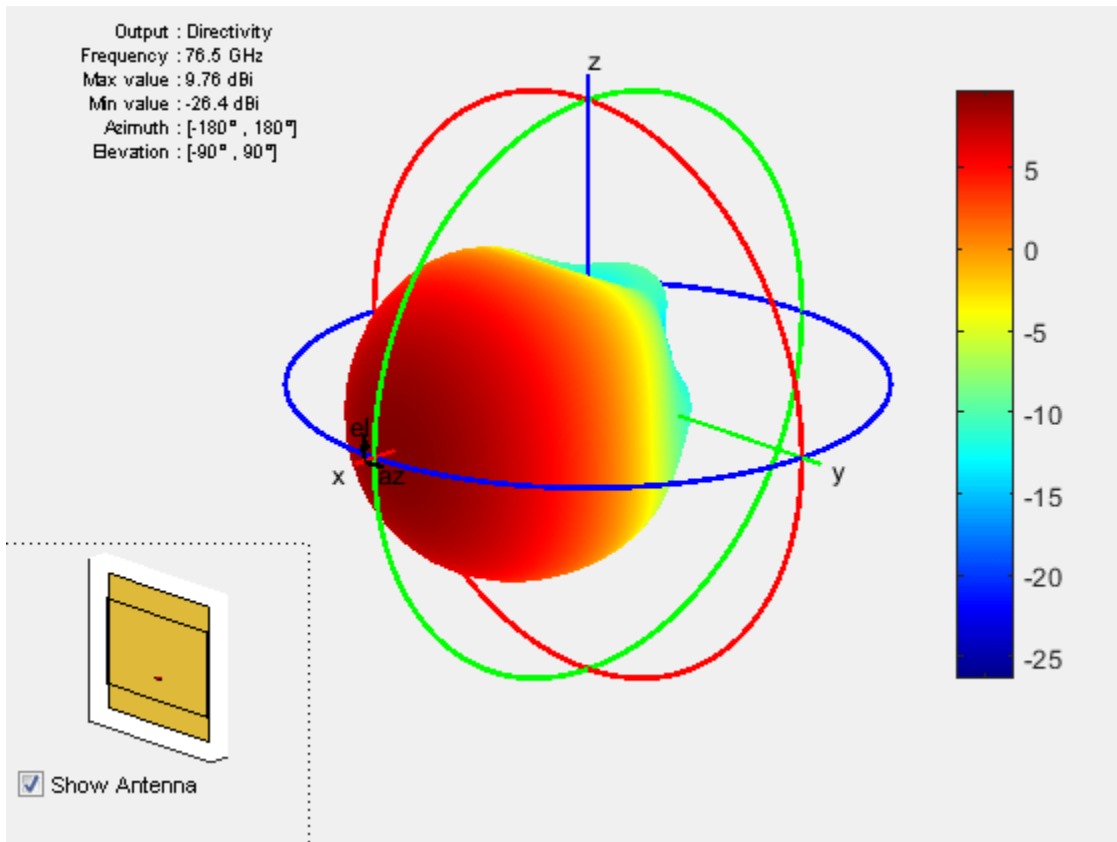 Output : Directivity
Frequency : 76.5 GHz
Max value : 9.76 dBi
Min value : -26.4 dBi
Azimuth : [-180° , 180°]
Elevation : [-90° , 90°]
z
5
0
-5
-10
-15
-20
-25
el
x
az
y
Show Antenna